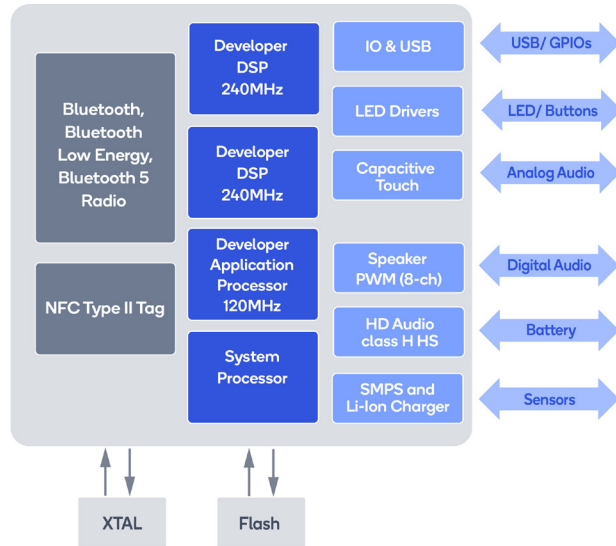 Bluetooth,
Bluetooth
Low Energy,
Bluetooth 5
Radio
NFC Type II Tag
Developer
DSP
240MHz
Developer
DSP
240MHz
Developer
Application
Processor
120MHz
System
Processor
IO & USB
LED Drivers
Capacitive
Touch
Speaker
PWM (8-ch)
HD Audio
class H HS
SMPS and
Li-Ion Charger
USB/ GPIOs
LED/ Buttons
Analog Audio
Digital Audio
Battery
Sensors
XTAL
Flash